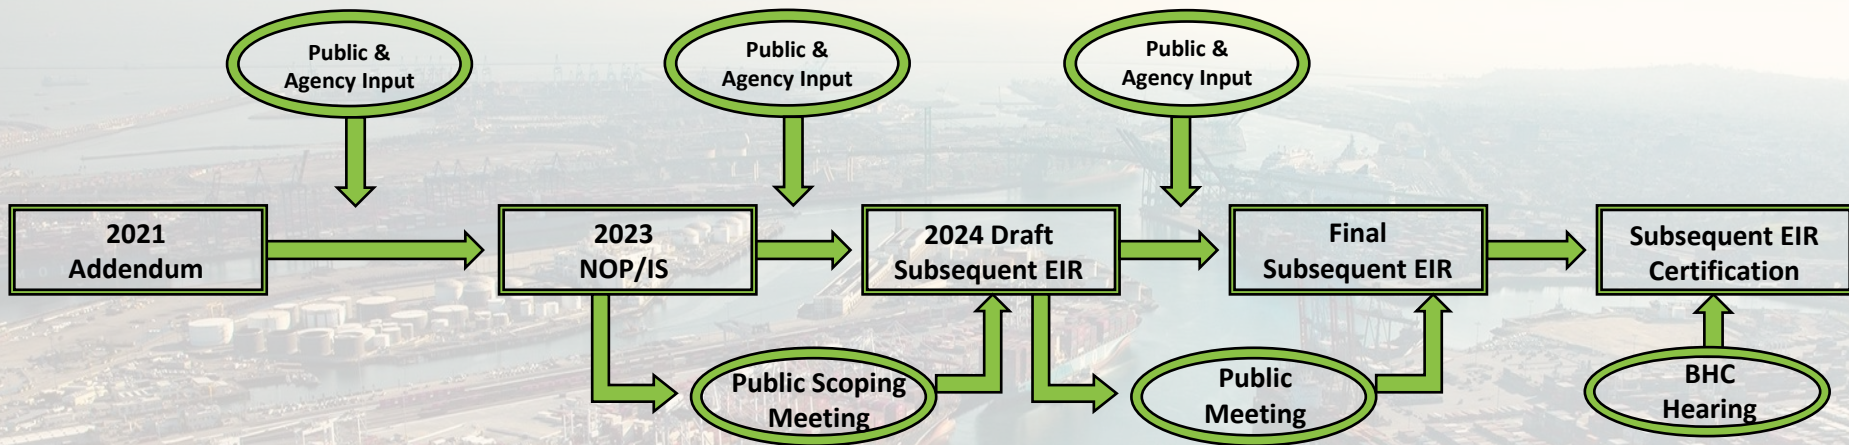 Public &
Agency Input
Public &
Agency Input
Public &
Agency Input
2021
Addendum
2023
NOP/IS
2024 Draft
Subsequent EIR
Final
Subsequent EIR
Subsequent EIR
Certification
Public Scoping
Meeting
Public
Meeting
BHC
Hearing